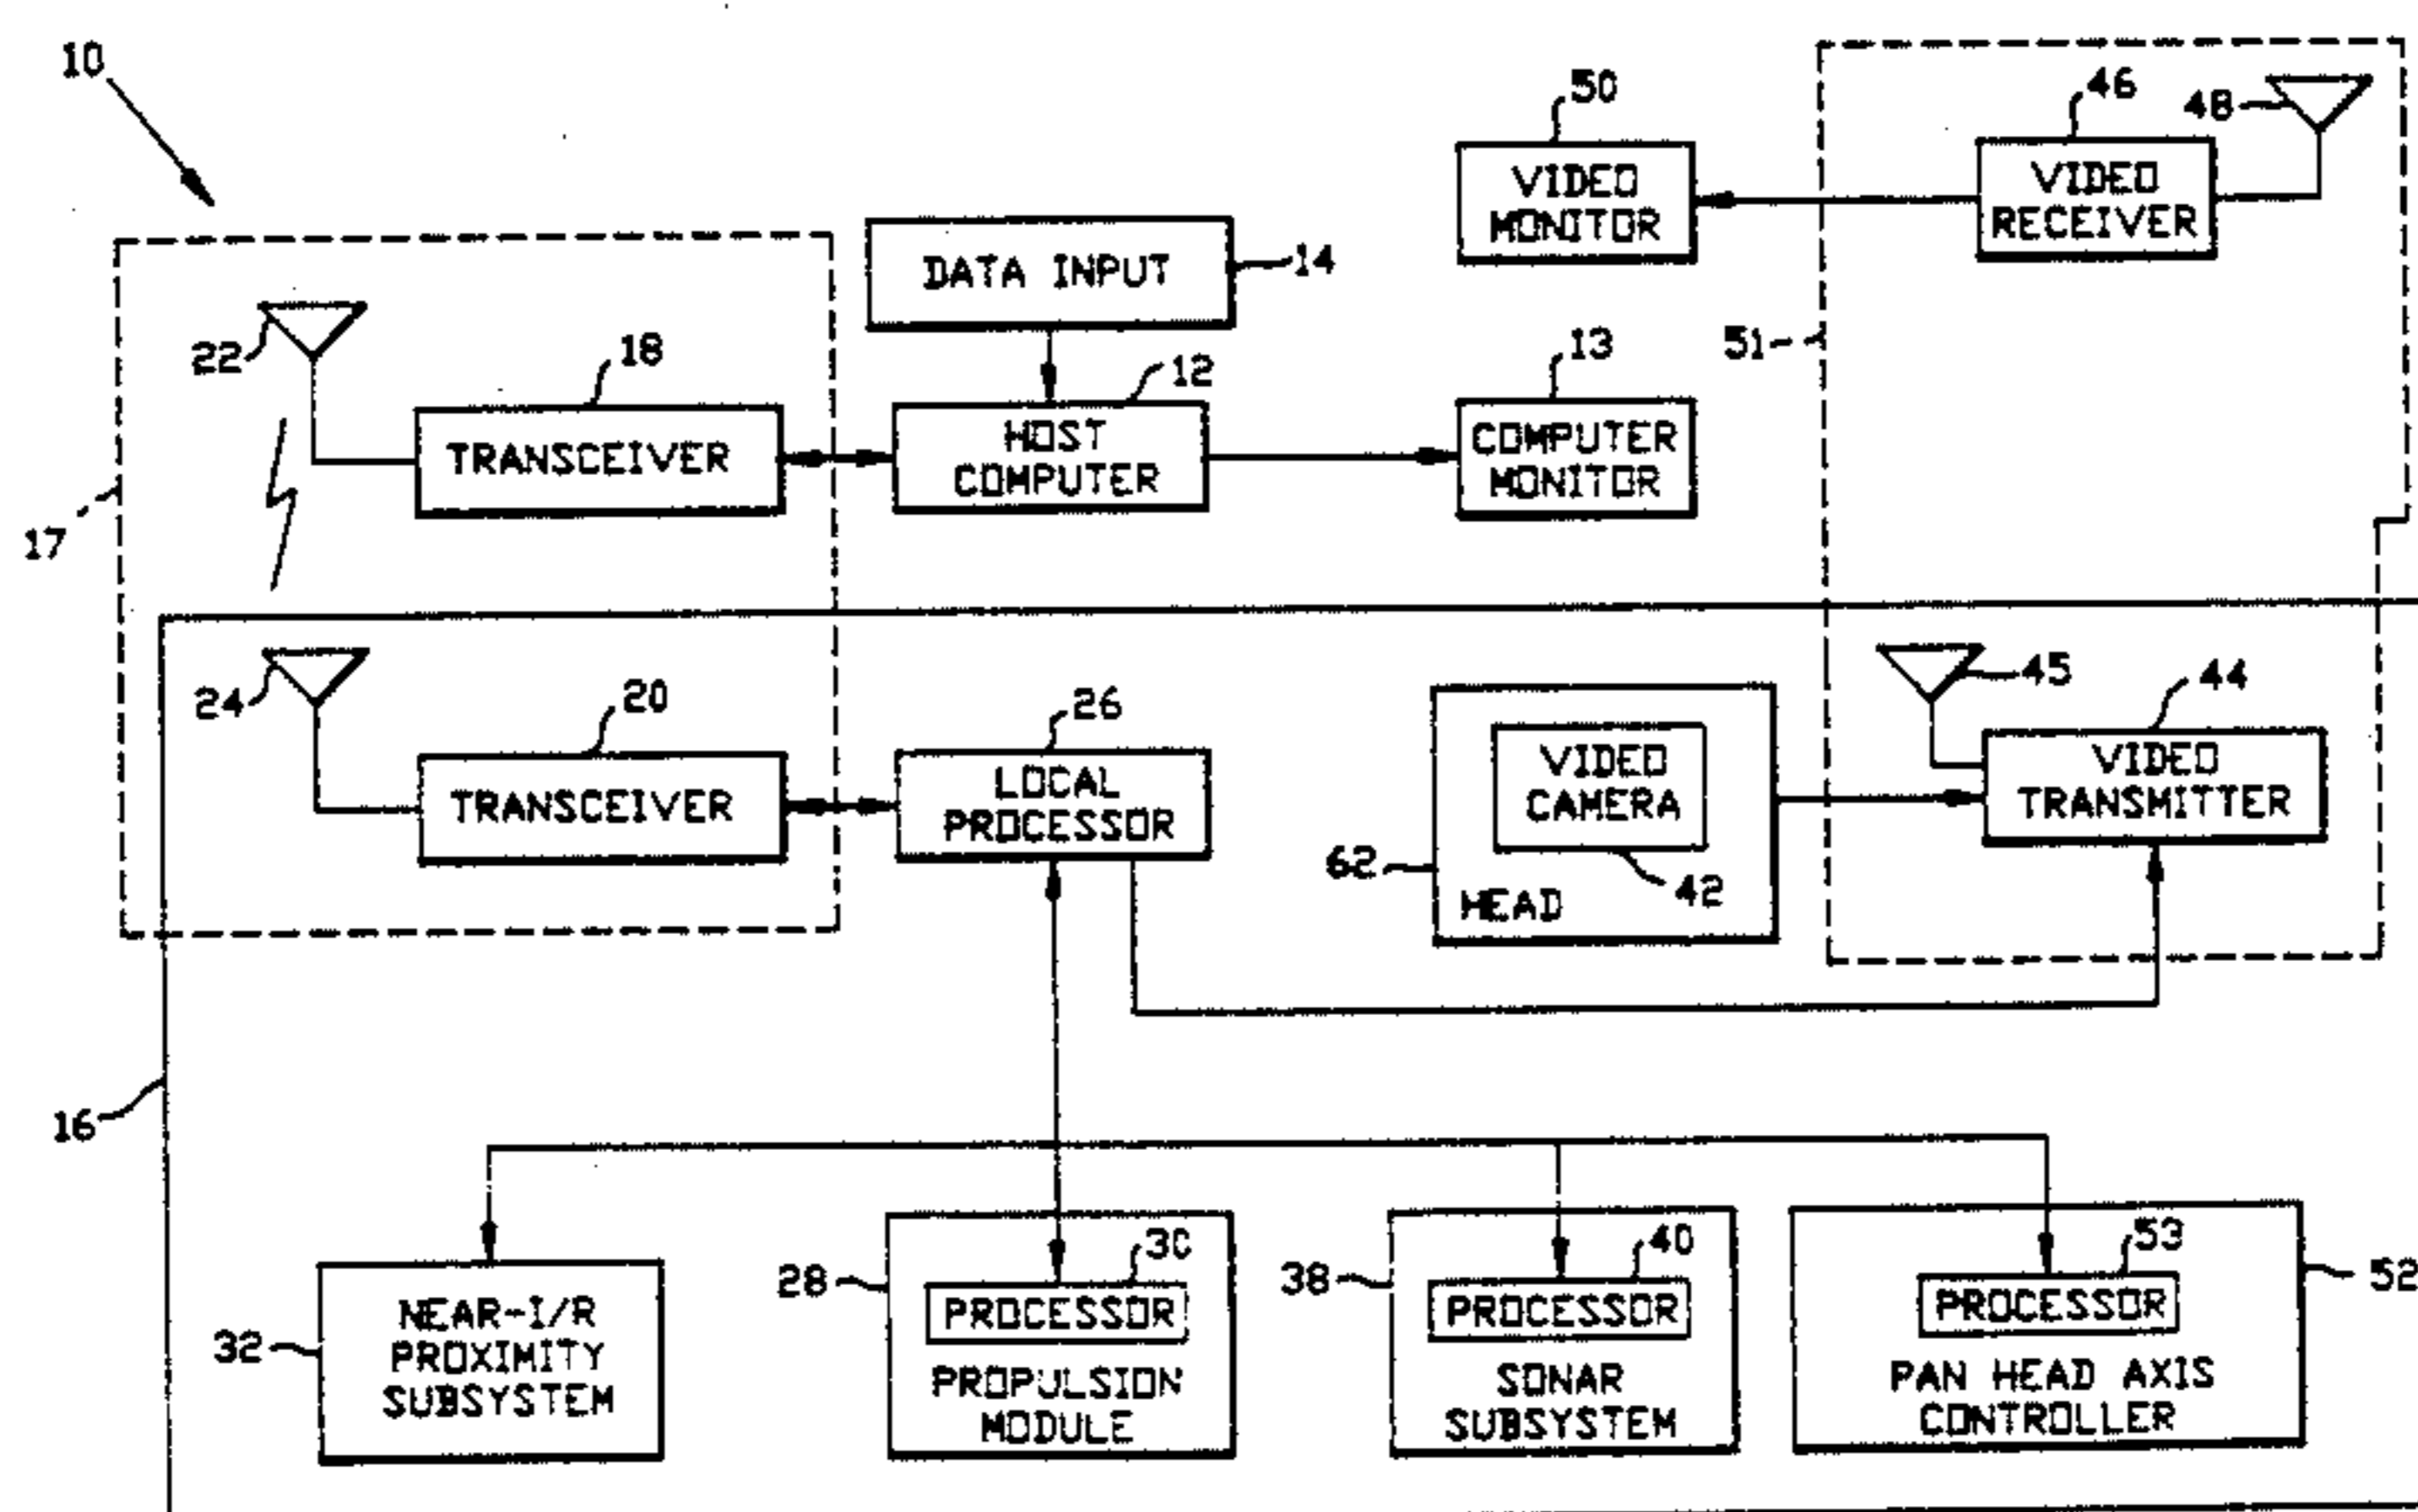 10
50
46
48
VIDEO
MONITOR
VIDEO
RECEIVER
DATA INPUT
14
22
18
12
13
51
TRANSCEIVER
HOST
COMPUTER
COMPUTER
MONITOR
17
24
20
26
45
44
TRANSCEIVER
LOCAL
PROCESSOR
VIDEO
CAMERA
VIDEO
TRANSMITTER
62
42
HEAD
16
30
40
53
28
38
52
PROCESSOR
PROCESSOR
PROCESSOR
32
NEAR-I/R
PROXIMITY
SUBSYSTEM
PROPULSION
MODULE
SONAR
SUBSYSTEM
PAN HEAD AXIS
CONTROLLER